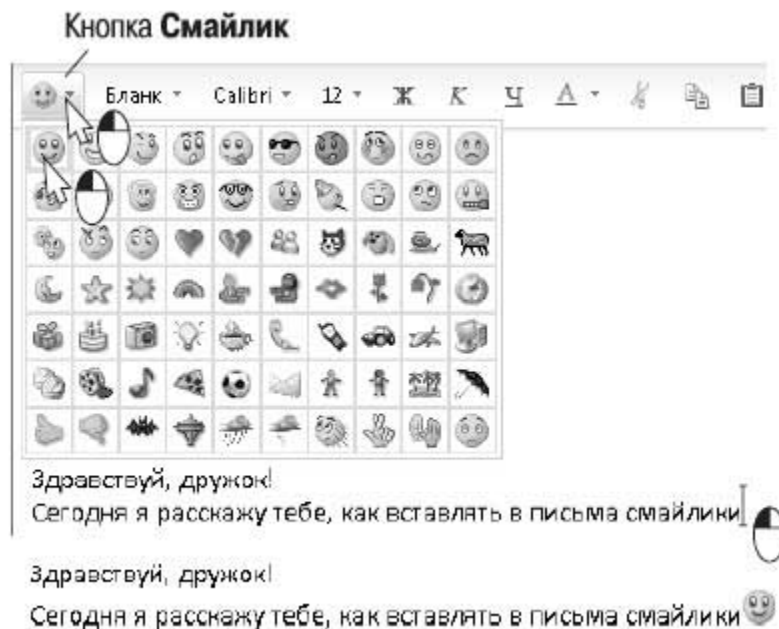 Кнопка Смайлик
Бланк Calibri 12 Ж К Ч А
Здравствуй, дружок!
Сегодня я расскажу тебе, как вставлять в письма смайлики
Здравствуй, дружок!
Сегодня я расскажу тебе, как вставлять в письма смайлики